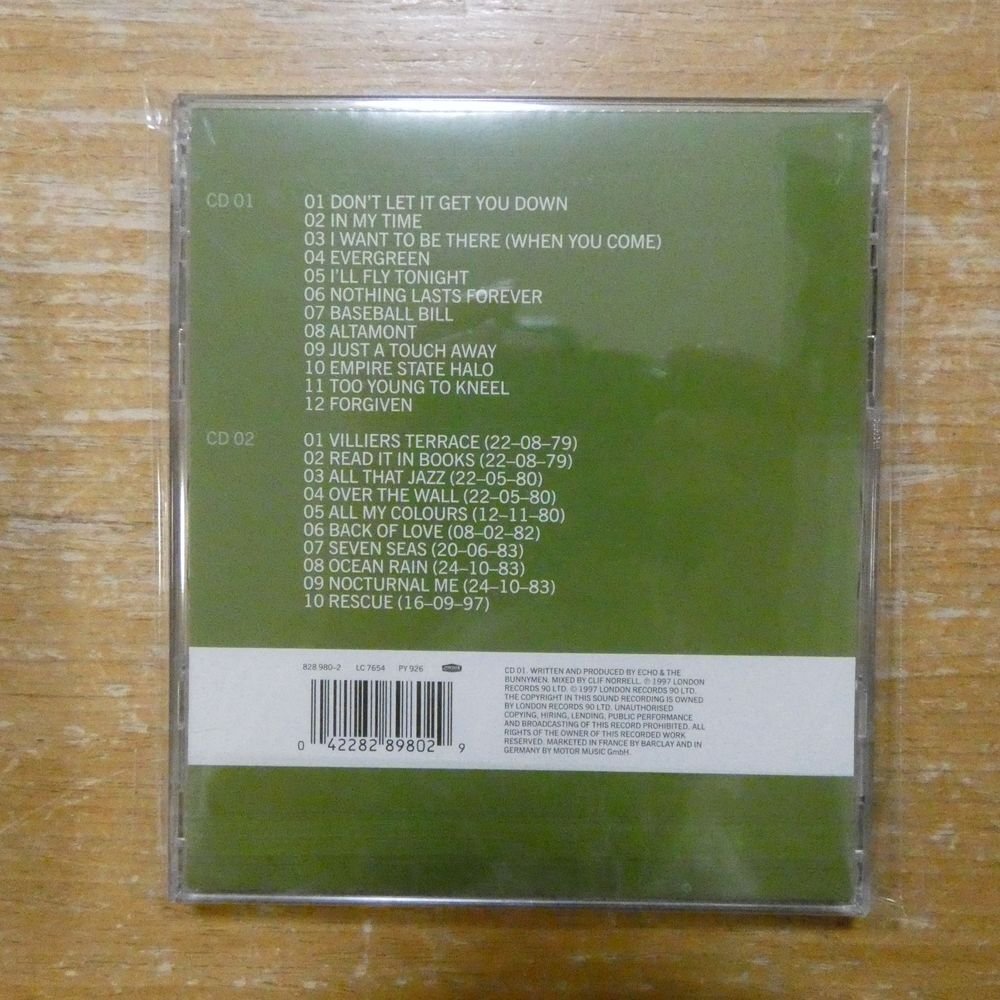 CD 01
01 DON'T LET IT GET YOU DOWN
02 IN MY TIME
03 I WANT TO BE THERE (WHEN YOU COME)
04 EVERGREEN
05 I'LL FLY TONIGHT
06 NOTHING LASTS FOREVER
07 BASEBALL BILL
08 ALTAMONT
09 JUST A TOUCH AWAY
10 EMPIRE STATE HALO
11 TOO YOUNG TO KNEEL
12 FORGIVEN
CD 02
01 VILLIERS TERRACE (22–08–79)
02 READ IT IN BOOKS (22–08–79)
03 ALL THAT JAZZ (22–05–80)
04 OVER THE WALL (22–05–80)
05 ALL MY COLOURS (12–11–80)
06 BACK OF LOVE (08–02–82)
07 SEVEN SEAS (20–06–83)
08 OCEAN RAIN (24–10–83)
09 NOCTURNAL ME (24–10–83)
10 RESCUE (16–09–97)
828 980–2 LC 7654 PY 926
0 42282 89802 9
CD 01. WRITTEN AND PRODUCED BY ECHO & THE
BUNNYMEN. MIXED BY CLIF NORRELL. ℗ 1997 LONDON
RECORDS 90 LTD. © 1997 LONDON RECORDS 90 LTD.
THE COPYRIGHT IN THIS SOUND RECORDING IS OWNED
BY LONDON RECORDS 90 LTD. UNAUTHORISED
COPYING, HIRING, LENDING, PUBLIC PERFORMANCE
AND BROADCASTING OF THIS RECORD PROHIBITED. ALL
RIGHTS OF THE OWNER OF THIS RECORDED WORK
RESERVED. MARKETED IN FRANCE BY BARCLAY AND IN
GERMANY BY MOTOR MUSIC GmbH.